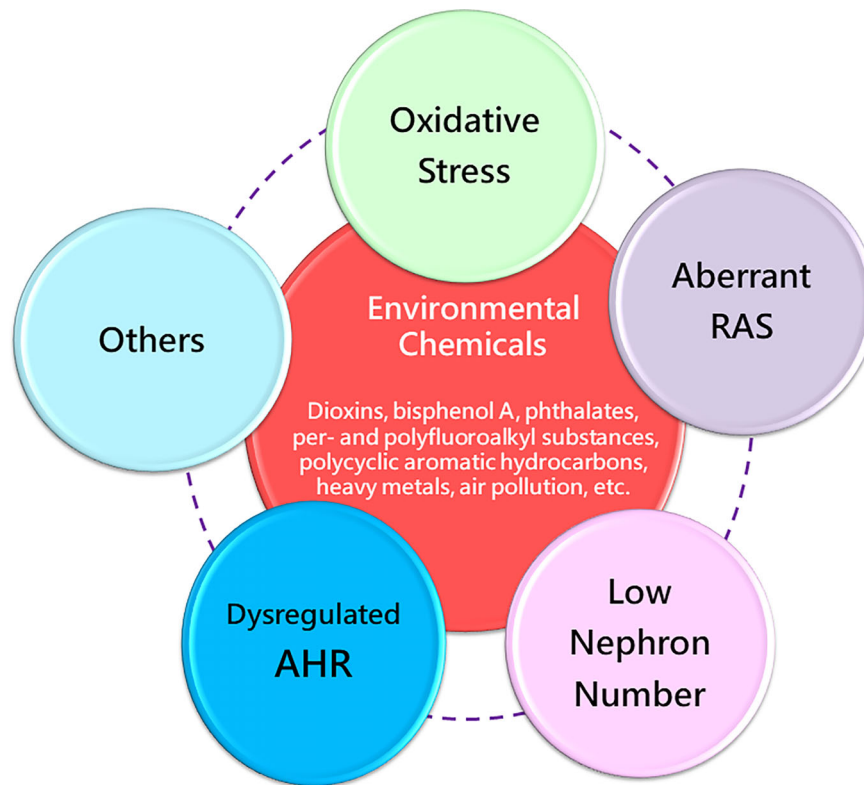 Oxidative
Stress
Aberrant
RAS
Others
Environmental
Chemicals
Dioxins, bisphenol A, phthalates,
per- and polyfluoroalkyl substances,
polycyclic aromatic hydrocarbons,
heavy metals, air pollution, etc.
Dysregulated
AHR
Low
Nephron
Number